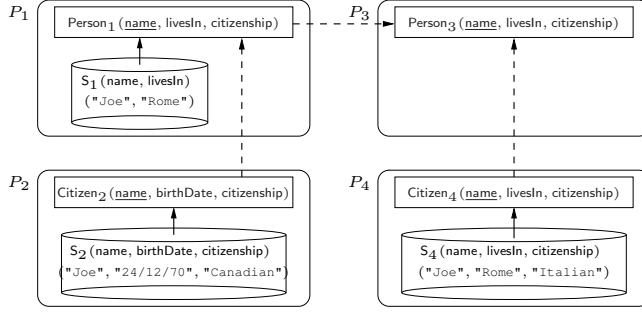 P1
Person1(name, livesIn, citizenship)
S1(name, livesIn)
("Joe", "Rome")
P3
Person3(name, livesIn, citizenship)
P2
Citizen2(name, birthDate, citizenship)
S2(name, birthDate, citizenship)
("Joe", "24/12/70", "Canadian")
P4
Citizen4(name, livesIn, citizenship)
S4(name, livesIn, citizenship)
("Joe", "Rome", "Italian")